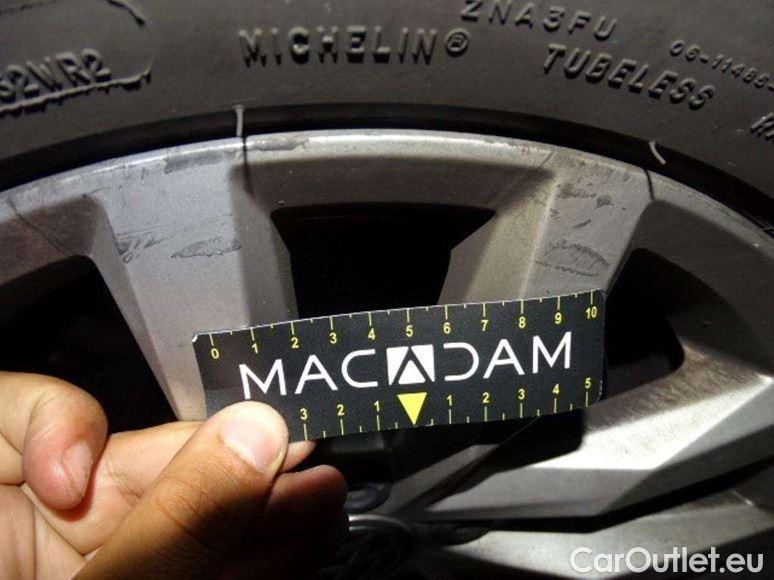 ZNA3FU
MICHELIN®
TUBELESS
0 1 2 3 4 5 6 7 8 9 10
MACADAM
3 2 1 1 2 3 4 5
CarOutlet.eu